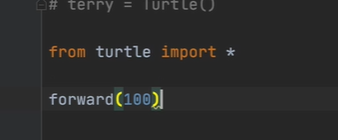 # terry = Turtle()
from turtle import *
forward(100)